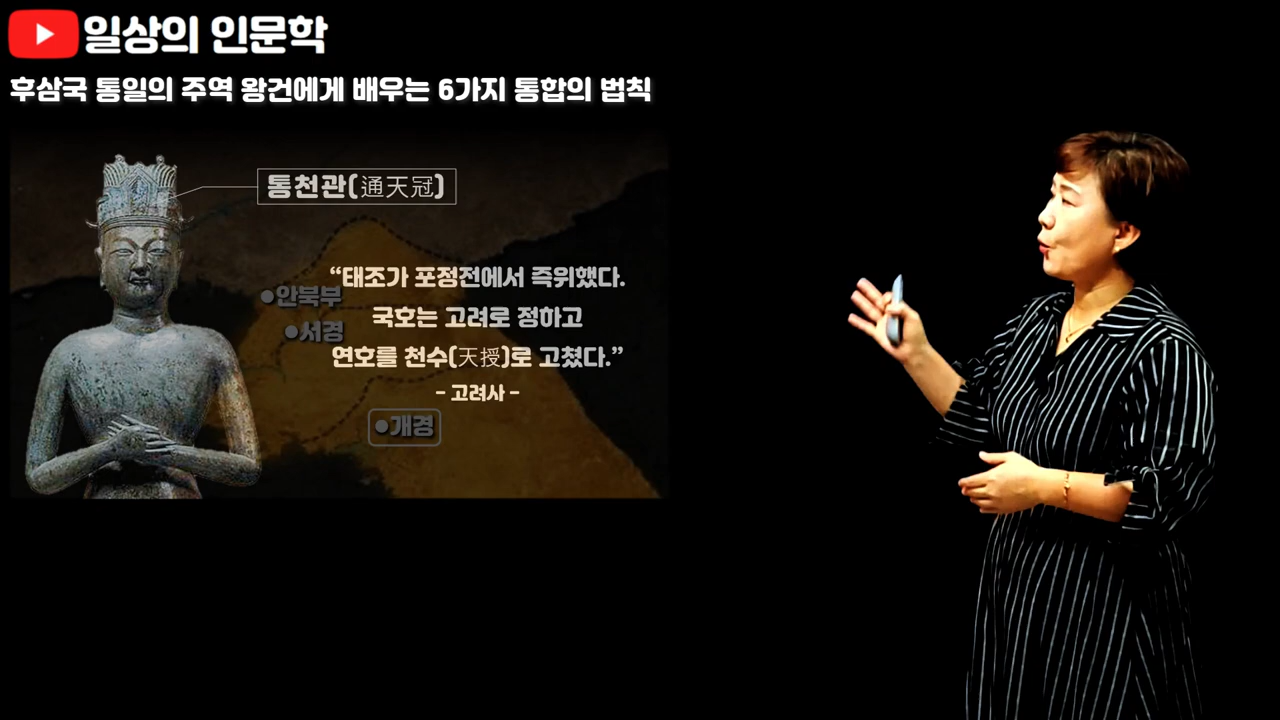 일상의 인문학
후삼국 통일의 주역 왕건에게 배우는 6가지 통합의 법칙
통천관(通天冠)
“태조가 포정전에서 즉위했다.
국호는 고려로 정하고
연호를 천수(天授)로 고쳤다.”
- 고려사 -
●안북부
●서경
●개경